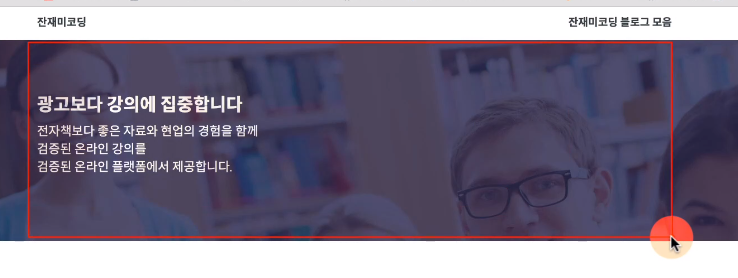 잔재미코딩
잔재미코딩 블로그 모음
광고보다 강의에 집중합니다
전자책보다 좋은 자료와 현업의 경험을 함께
검증된 온라인 강의를
검증된 온라인 플랫폼에서 제공합니다.